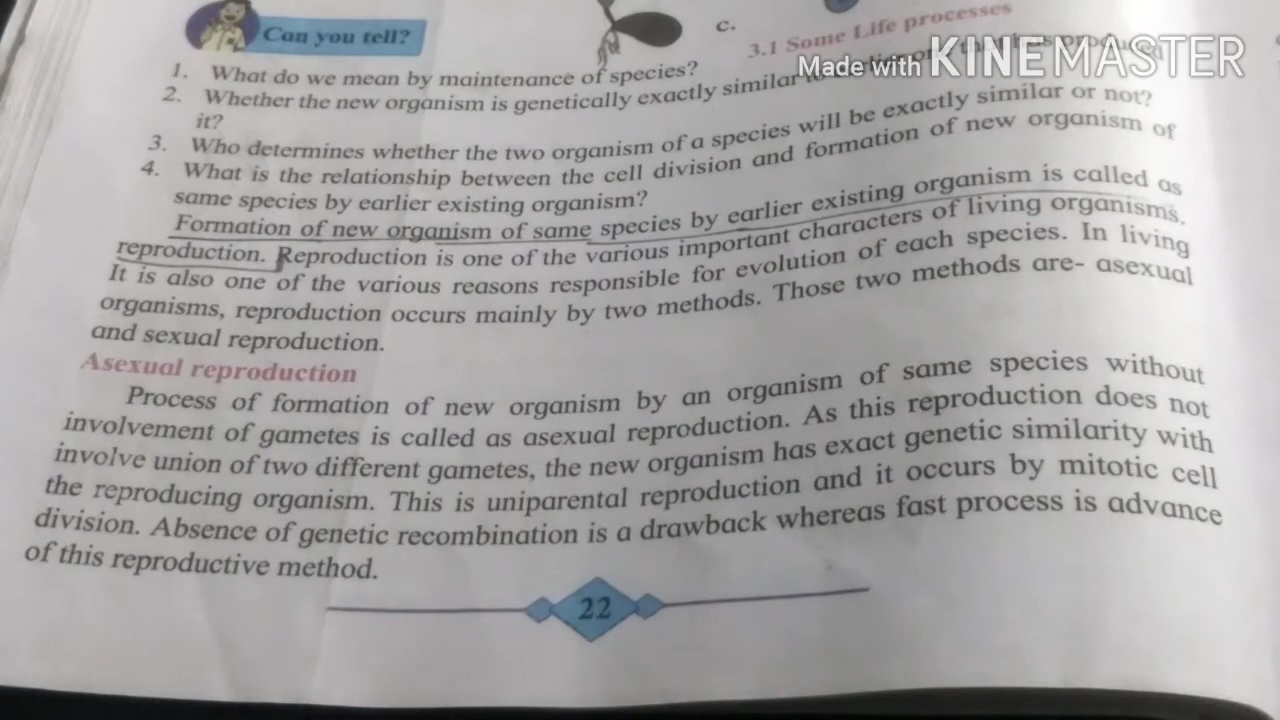 Can you tell?
c.
3.1 Some Life processes
Made with KINEMASTER
1. What do we mean by maintenance of species?
2. Whether the new organism is genetically exactly similar
it?
3. Who determines whether the two organism of a species will be exactly similar or not?
4. What is the relationship between the cell division and formation of new organism of
same species by earlier existing organism?
Formation of new organism of same species by earlier existing organism is called as
reproduction. Reproduction is one of the various important characters of living organisms.
It is also one of the various reasons responsible for evolution of each species. In living
organisms, reproduction occurs mainly by two methods. Those two methods are- asexual
and sexual reproduction.
Asexual reproduction
Process of formation of new organism by an organism of same species without
involvement of gametes is called as asexual reproduction. As this reproduction does not
involve union of two different gametes, the new organism has exact genetic similarity with
the reproducing organism. This is uniparental reproduction and it occurs by mitotic cell
division. Absence of genetic recombination is a drawback whereas fast process is advance
of this reproductive method.
22